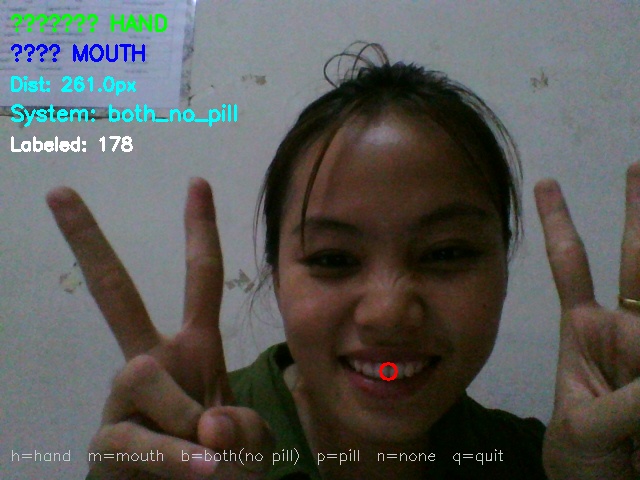 ??????? HAND
???? MOUTH
Dist: 261.0px
System: both_no_pill
Labeled: 178
h=hand m=mouth b=both(no pill) p=pill n=none q=quit